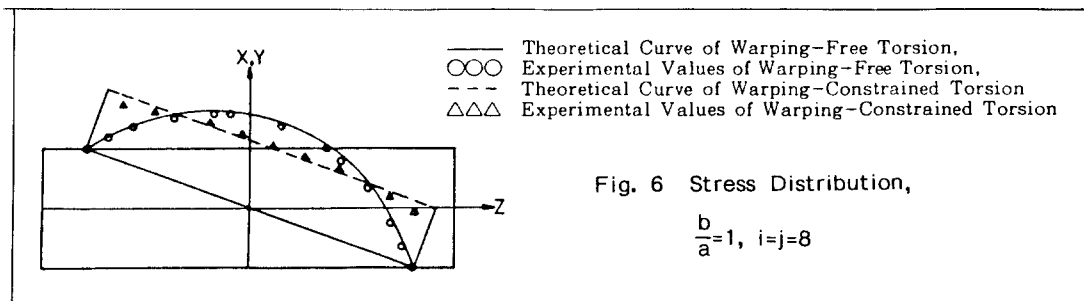 X,Y
Theoretical Curve of Warping-Free Torsion,
Experimental Values of Warping-Free Torsion,
Theoretical Curve of Warping-Constrained Torsion
Experimental Values of Warping-Constrained Torsion
Z
Fig. 6 Stress Distribution,
b/a=1, i=j=8